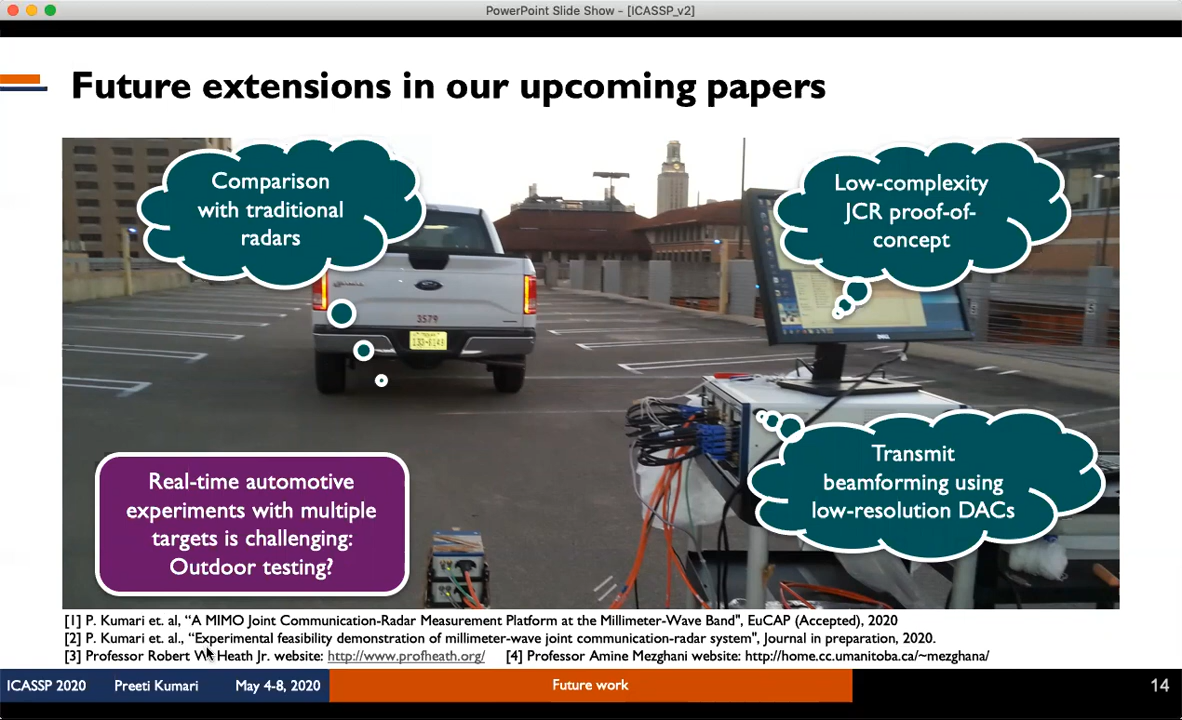 PowerPoint Slide Show - [ICASSP_v2]
Future extensions in our upcoming papers
Comparison
with traditional
radars
Low-complexity
JCR proof-of-
concept
3579
DELL
Transmit
beamforming using
low-resolution DACs
Real-time automotive
experiments with multiple
targets is challenging:
Outdoor testing?
[1] P. Kumari et. al, “A MIMO Joint Communication-Radar Measurement Platform at the Millimeter-Wave Band", EuCAP (Accepted), 2020
[2] P. Kumari et. al., “Experimental feasibility demonstration of millimeter-wave joint communication-radar system", Journal in preparation, 2020.
[3] Professor Robert W. Heath Jr. website: http://www.profheath.org/ [4] Professor Amine Mezghani website: http://home.cc.umanitoba.ca/~mezghana/
ICASSP 2020 Preeti Kumari May 4-8, 2020 Future work 14